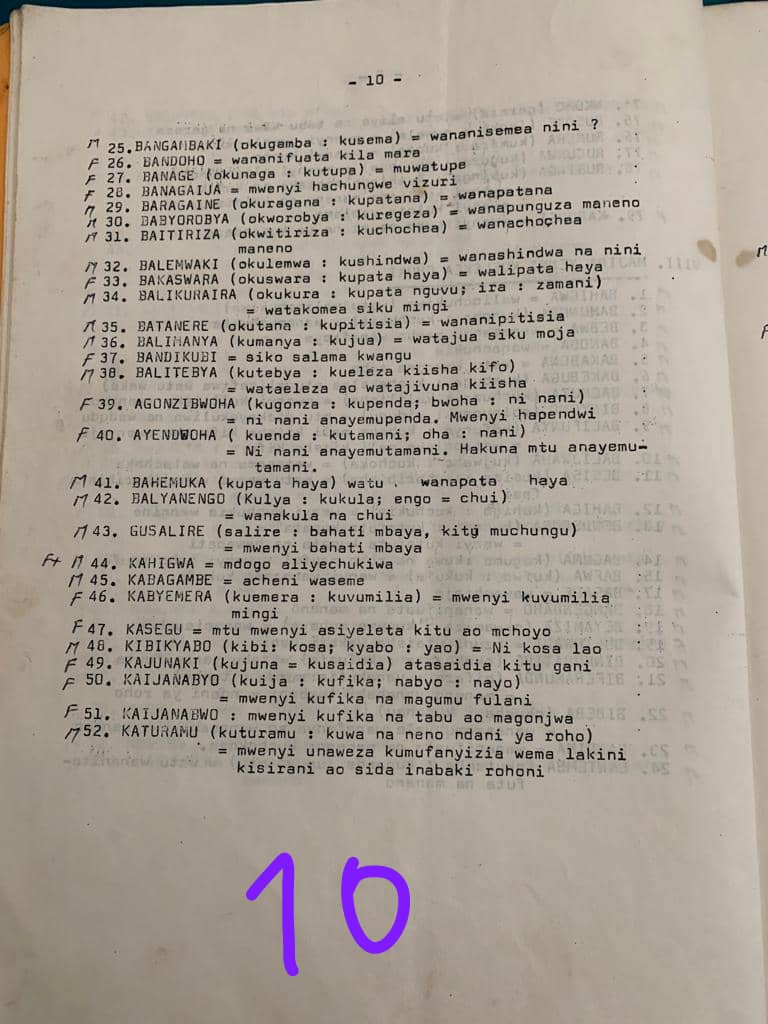 - 10 -
M 25.BANGAMBAKI (okugamba : kusema) = wananisemea nini ?
F 26. BANDOHO = wananifuata kila mara
F 27. BANAGE (okunaga : kutupa) = muwatupe
F 28. BANAGAIJA = mwenyi hachungwe vizuri
M 29. BARAGAINE (okuragana : kupatana) = wanapatana
M 30. BABYOROBYA (okworobya : kuregeza) = wanapunguza maneno
M 31. BAITIRIZA (okwitiriza : kuchochea) = wanachochea
maneno
M 32. BALEMWAKI (okulemwa : kushindwa) = wanashindwa na nini
F 33. BAKASWARA (okuswara : kupata haya) = walipata haya
M 34. BALIKURAIRA (okukura : kupata nguvu; ira : zamani)
= watakomea siku mingi
M 35. BATANERE (okutana : kupitisia) = wananipitisia
M 36. BALIMANYA (kumanya : kujua) = watajua siku moja
F 37. BANDIKUBI = siko salama kwangu
M 38. BALITEBYA (kutebya : kueleza kiisha kifo)
= wataeleza ao watajivuna kiisha
F 39. AGONZIBWOHA (kugonza : kupenda; bwoha : ni nani)
= ni nani anayemupenda. Mwenyi hapendwi
F 40. AYENDWOHA ( kuenda : kutamani; oha : nani)
= Ni nani anayemutamani. Hakuna mtu anayemu-
tamani.
M 41. BAHEMUKA (kupata haya) watu . wanapata haya
M 42. BALYANENGO (Kulya : kukula; engo = chui)
= wanakula na chui
M 43. GUSALIRE (salire : bahati mbaya, kitu muchungu)
= mwenyi bahati mbaya
F+ M 44. KAHIGWA = mdogo aliyechukiwa
M 45. KABAGAMBE = acheni waseme
F 46. KABYEMERA (kuemera : kuvumilia) = mwenyi kuvumilia
mingi
F 47. KASEGU = mtu mwenyi asiyeleta kitu ao mchoyo
M 48. KIBIKYABO (kibi: kosa; kyabo : yao) = Ni kosa lao
F 49. KAJUNAKI (kujuna = kusaidia) atasaidia kitu gani
F 50. KAIJANABYO (kuija : kufika; nabyo : nayo)
= mwenyi kufika na magumu fulani
F 51. KAIJANABWO : mwenyi kufika na tabu ao magonjwa
M 52. KATURAMU (kuturamu : kuwa na neno ndani ya roho)
= mwenyi unaweza kumufanyizia wema lakini
kisirani ao sida inabaki rohoni
10